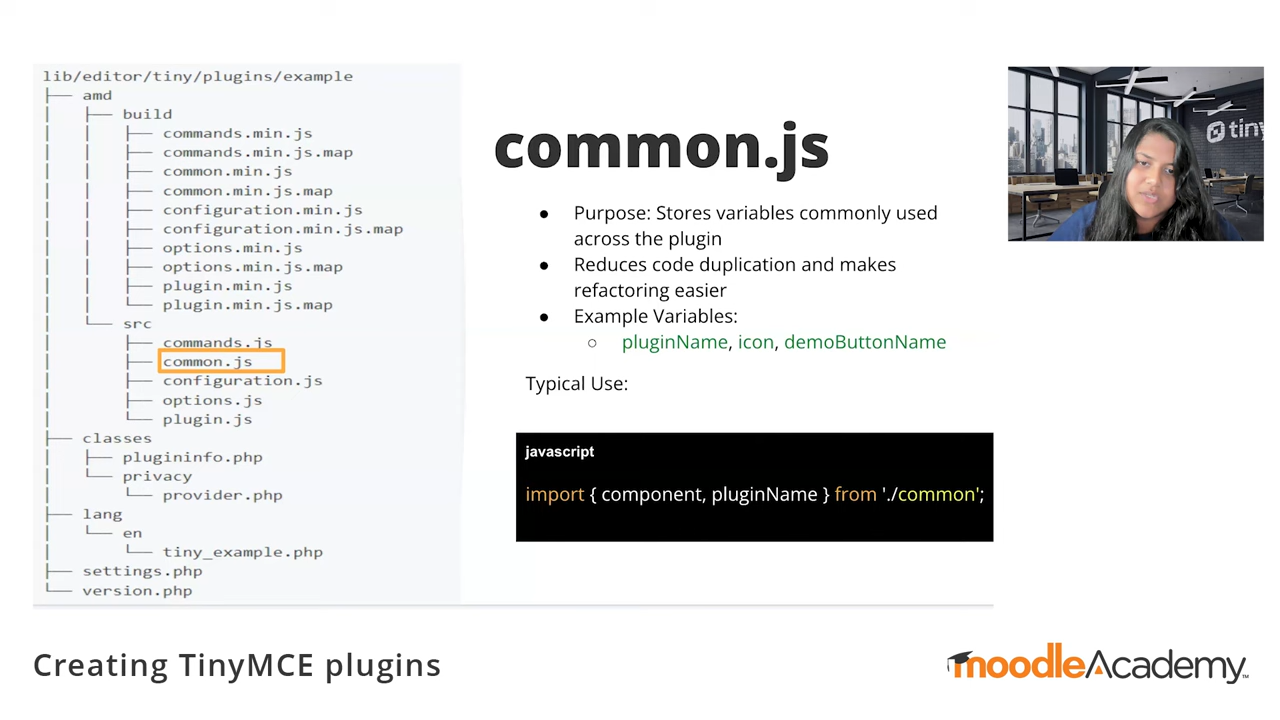 lib/editor/tiny/plugins/example
├── amd
│   ├── build
│   │   ├── commands.min.js
│   │   ├── commands.min.js.map
│   │   ├── common.min.js
│   │   ├── common.min.js.map
│   │   ├── configuration.min.js
│   │   ├── configuration.min.js.map
│   │   ├── options.min.js
│   │   ├── options.min.js.map
│   │   ├── plugin.min.js
│   │   └── plugin.min.js.map
│   └── src
│       ├── commands.js
│       ├── common.js
│       ├── configuration.js
│       ├── options.js
│       └── plugin.js
├── classes
│   ├── plugininfo.php
│   └── privacy
│       └── provider.php
├── lang
│   └── en
│       └── tiny_example.php
├── settings.php
└── version.php
common.js
● Purpose: Stores variables commonly used
across the plugin
● Reduces code duplication and makes
refactoring easier
● Example Variables:
○ pluginName, icon, demoButtonName
Typical Use:
javascript
import { component, pluginName } from './common';
tiny
Creating TinyMCE plugins
moodleAcademy™